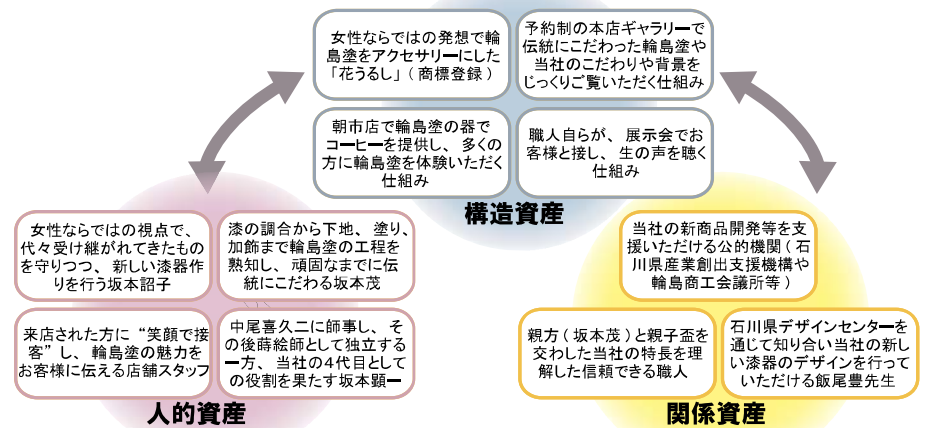 女性ならではの発想で輪
島塗をアクセサリーにした
「花うるし」(商標登録)
予約制の本店ギャラリーで
伝統にこだわった輪島塗や
当社のこだわりや背景を
じっくりご覧いただく仕組み
朝市店で輪島塗の器で
コーヒーを提供し、多くの
方に輪島塗を体験いただく
仕組み
職人自らが、展示会でお
客様と接し、生の声を聴く
仕組み
構造資産
女性ならではの視点で、
代々受け継がれてきたもの
を守りつつ、新しい漆器作
りを行う坂本詔子
漆の調合から下地、塗り、
加飾まで輪島塗の工程を
熟知し、頑固なまでに伝
統にこだわる坂本茂
来店された方に“笑顔で接
客”し、輪島塗の魅力を
お客様に伝える店舗スタッフ
中尾喜久二に師事し、その
後蒔絵師として独立する
一方、当社の4代目として
の役割を果たす坂本顕一
人的資産
当社の新商品開発等を支
援いただける公的機関(石
川県産業創出支援機構や
輪島商工会議所等)
親方(坂本茂)と親子盃を
交わした当社の特長を理
解した信頼できる職人
石川県デザインセンターを
通じて知り合い当社の新し
い漆器のデザインを行って
いただける飯尾豊先生
関係資産